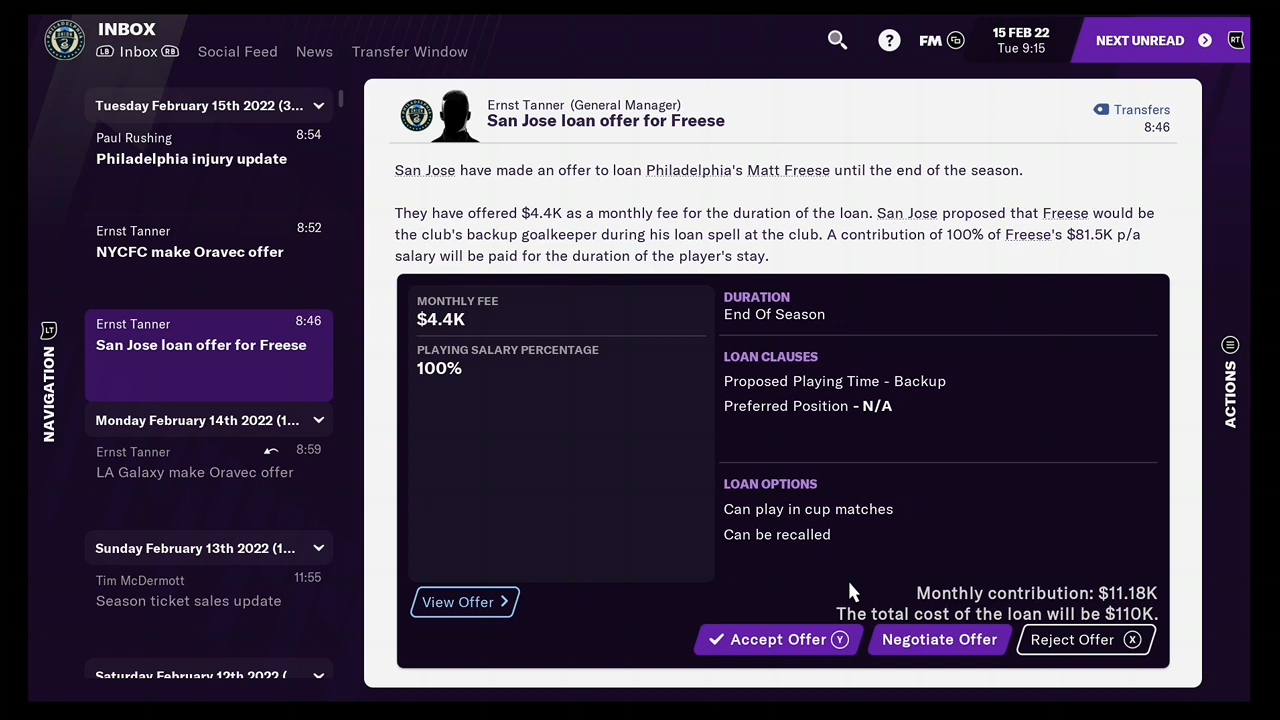 INBOX
LB Inbox RB Social Feed News Transfer Window
FM
15 FEB 22
Tue 9:15
NEXT UNREAD RT
LT
NAVIGATION
Tuesday February 15th 2022 (3...
Paul Rushing 8:54
Philadelphia injury update
Ernst Tanner 8:52
NYCFC make Oravec offer
Ernst Tanner 8:46
San Jose loan offer for Freese
Monday February 14th 2022 (1...
Ernst Tanner 8:59
LA Galaxy make Oravec offer
Sunday February 13th 2022 (1...
Tim McDermott 11:55
Season ticket sales update
Saturday February 12th 2022 (
Ernst Tanner (General Manager)
San Jose loan offer for Freese
Transfers
8:46
San Jose have made an offer to loan Philadelphia's Matt Freese until the end of the season.
They have offered $4.4K as a monthly fee for the duration of the loan. San Jose proposed that Freese would be
the club's backup goalkeeper during his loan spell at the club. A contribution of 100% of Freese's $81.5K p/a
salary will be paid for the duration of the player's stay.
MONTHLY FEE
$4.4K
PLAYING SALARY PERCENTAGE
100%
DURATION
End Of Season
LOAN CLAUSES
Proposed Playing Time - Backup
Preferred Position - N/A
LOAN OPTIONS
Can play in cup matches
Can be recalled
View Offer
Monthly contribution: $11.18K
The total cost of the loan will be $110K.
Accept Offer Y
Negotiate Offer
Reject Offer X
ACTIONS